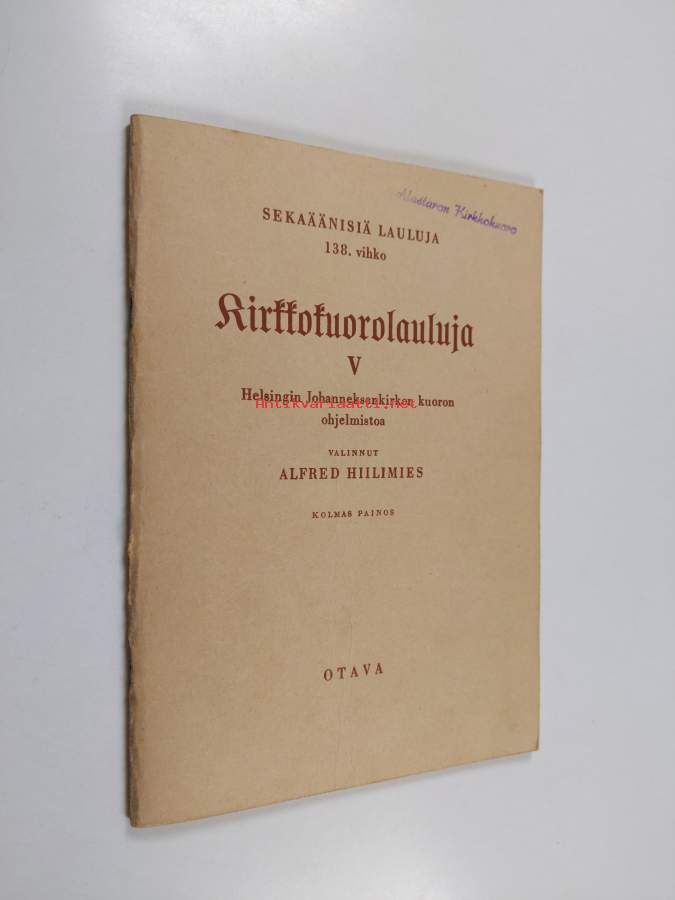 Alastaron Kirkkokuoro
SEKAÄÄNISIÄ LAULUJA
138. vihko
Kirkkokuorolauluja
V
Helsingin Johanneksenkirkon kuoron
Antikvariaatti.net
ohjelmistoa
VALINNUT
ALFRED HIILIMIES
KOLMAS PAINOS
OTAVA